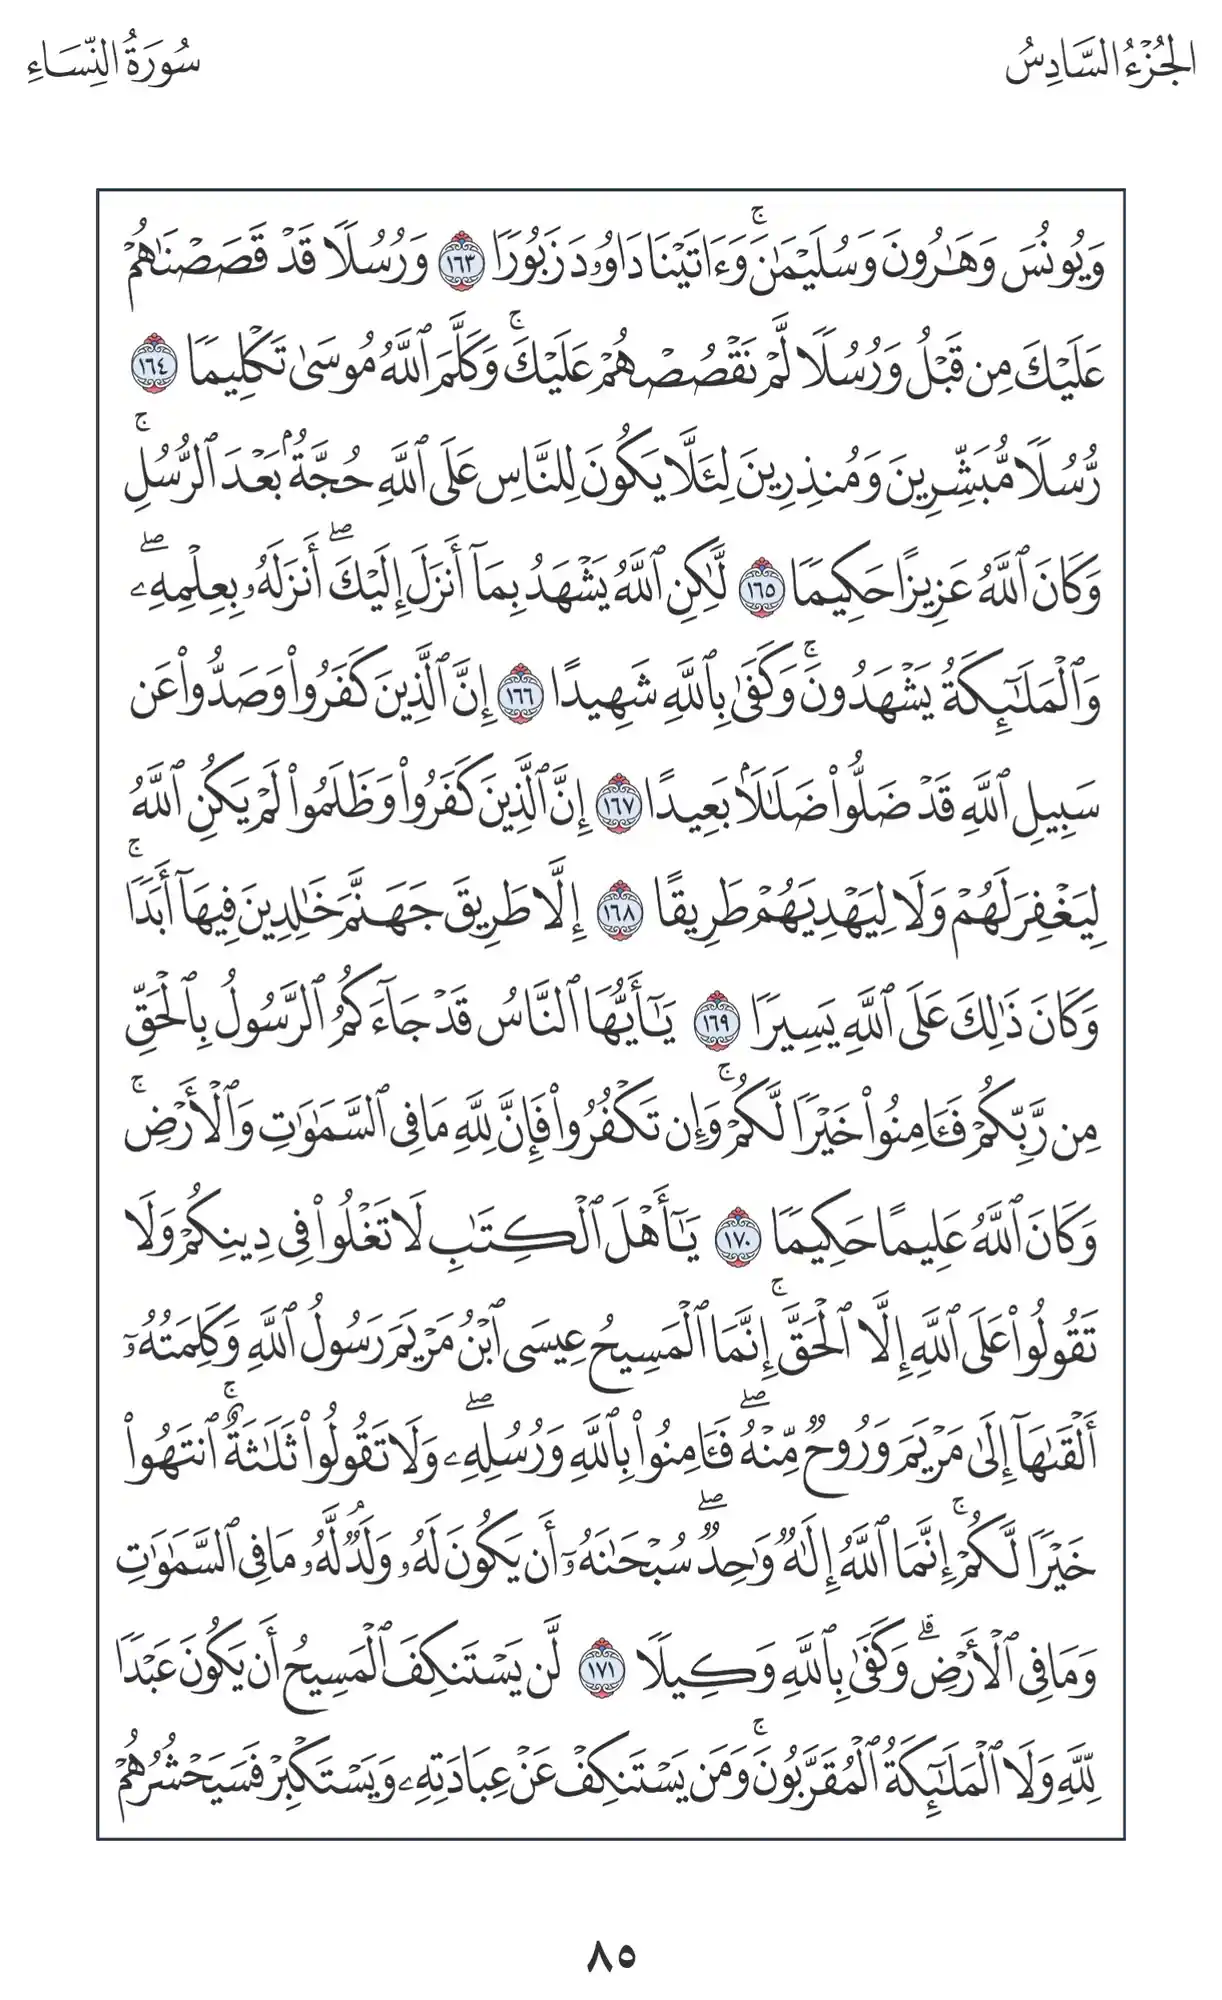 الجُزْءُ السَّادِسُ
سُورَةُ النِّسَاءِ
وَيُونُسَ وَهَٰرُونَ وَسُلَيْمَٰنَۚ وَءَاتَيْنَا دَاوُۥدَ زَبُورًا ١٦٣ وَرُسُلًا قَدْ قَصَصْنَٰهُمْ
عَلَيْكَ مِن قَبْلُ وَرُسُلًا لَّمْ نَقْصُصْهُمْ عَلَيْكَۚ وَكَلَّمَ ٱللَّهُ مُوسَىٰ تَكْلِيمًا ١٦٤
رُّسُلًا مُّبَشِّرِينَ وَمُنذِرِينَ لِئَلَّا يَكُونَ لِلنَّاسِ عَلَى ٱللَّهِ حُجَّةٌۢ بَعْدَ ٱلرُّسُلِۚ
وَكَانَ ٱللَّهُ عَزِيزًا حَكِيمًا ١٦٥ لَّٰكِنِ ٱللَّهُ يَشْهَدُ بِمَآ أَنزَلَ إِلَيْكَۖ أَنزَلَهُۥ بِعِلْمِهِۦۖ
وَٱلْمَلَٰٓئِكَةُ يَشْهَدُونَۚ وَكَفَىٰ بِٱللَّهِ شَهِيدًا ١٦٦ إِنَّ ٱلَّذِينَ كَفَرُوا۟ وَصَدُّوا۟ عَن
سَبِيلِ ٱللَّهِ قَدْ ضَلُّوا۟ ضَلَٰلًۢا بَعِيدًا ١٦٧ إِنَّ ٱلَّذِينَ كَفَرُوا۟ وَظَلَمُوا۟ لَمْ يَكُنِ ٱللَّهُ
لِيَغْفِرَ لَهُمْ وَلَا لِيَهْدِيَهُمْ طَرِيقًا ١٦٨ إِلَّا طَرِيقَ جَهَنَّمَ خَٰلِدِينَ فِيهَآ أَبَدًاۚ
وَكَانَ ذَٰلِكَ عَلَى ٱللَّهِ يَسِيرًا ١٦٩ يَٰٓأَيُّهَا ٱلنَّاسُ قَدْ جَآءَكُمُ ٱلرَّسُولُ بِٱلْحَقِّ
مِن رَّبِّكُمْ فَـَٔامِنُوا۟ خَيْرًا لَّكُمْۚ وَإِن تَكْفُرُوا۟ فَإِنَّ لِلَّهِ مَا فِى ٱلسَّمَٰوَٰتِ وَٱلْأَرْضِۚ
وَكَانَ ٱللَّهُ عَلِيمًا حَكِيمًا ١٧٠ يَٰٓأَهْلَ ٱلْكِتَٰبِ لَا تَغْلُوا۟ فِى دِينِكُمْ وَلَا
تَقُولُوا۟ عَلَى ٱللَّهِ إِلَّا ٱلْحَقَّۚ إِنَّمَا ٱلْمَسِيحُ عِيسَى ٱبْنُ مَرْيَمَ رَسُولُ ٱللَّهِ وَكَلِمَتُهُۥٓ
أَلْقَىٰهَآ إِلَىٰ مَرْيَمَ وَرُوحٌ مِّنْهُۖ فَـَٔامِنُوا۟ بِٱللَّهِ وَرُسُلِهِۦۖ وَلَا تَقُولُوا۟ ثَلَٰثَةٌۚ ٱنتَهُوا۟
خَيْرًا لَّكُمْۚ إِنَّمَا ٱللَّهُ إِلَٰهٌ وَٰحِدٌۖ سُبْحَٰنَهُۥٓ أَن يَكُونَ لَهُۥ وَلَدٌۘ لَّهُۥ مَا فِى ٱلسَّمَٰوَٰتِ
وَمَا فِى ٱلْأَرْضِۗ وَكَفَىٰ بِٱللَّهِ وَكِيلًا ١٧١ لَّن يَسْتَنكِفَ ٱلْمَسِيحُ أَن يَكُونَ عَبْدًا
لِّلَّهِ وَلَا ٱلْمَلَٰٓئِكَةُ ٱلْمُقَرَّبُونَۚ وَمَن يَسْتَنكِفْ عَنْ عِبَادَتِهِۦ وَيَسْتَكْبِرْ فَسَيَحْشُرُهُمْ
٨٥